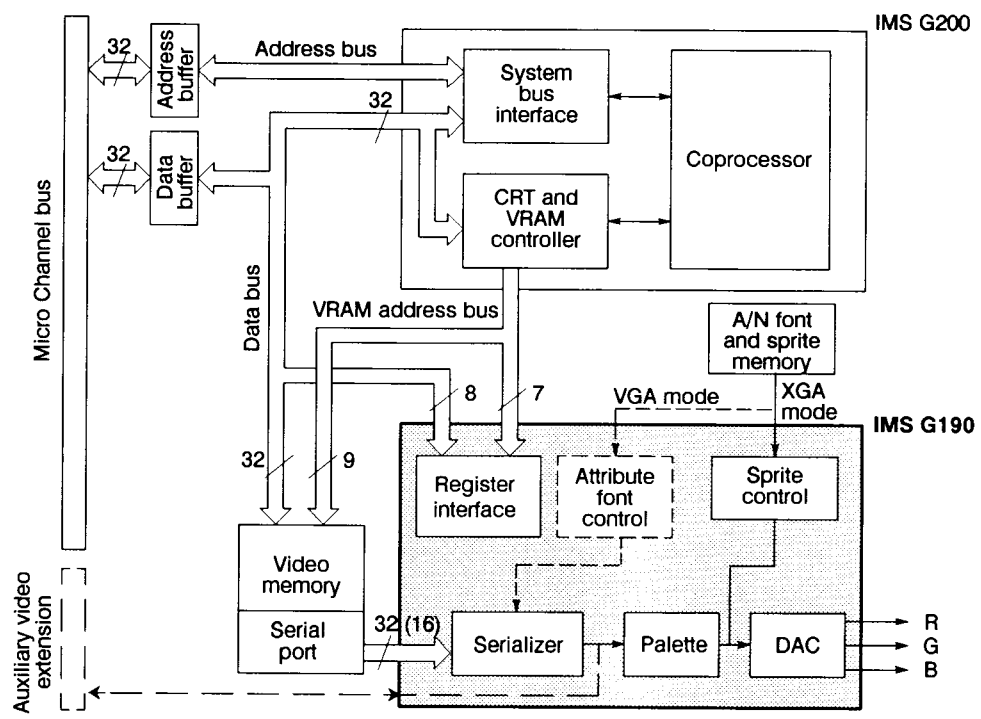 IMS G200
32
Address
buffer
Address bus
System
bus
interface
Coprocessor
32
32
Data
buffer
CRT and
VRAM
controller
Micro Channel bus
Data bus
VRAM address bus
A/N font
and sprite
memory
8
7
VGA mode
XGA
mode
IMS G190
32
9
Register
interface
Attribute
font
control
Sprite
control
Video
memory
Serial
port
32 (16)
Serializer
Palette
DAC
R
G
B
Auxiliary video
extension